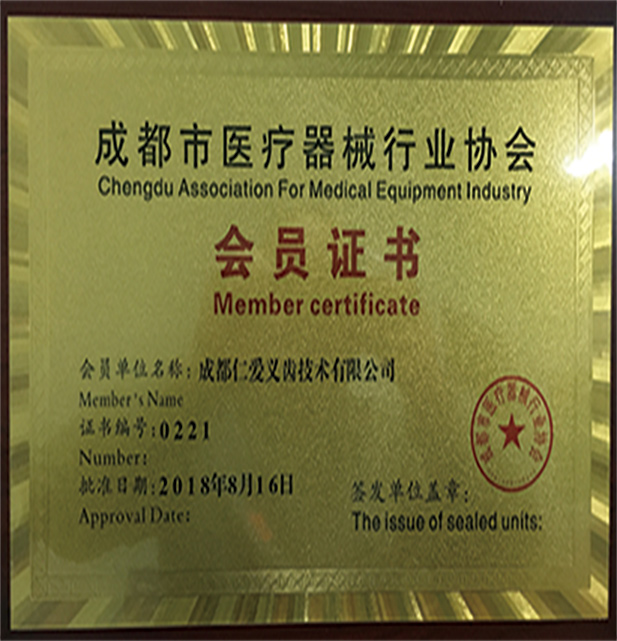 成都市医疗器械行业协会
Chengdu Association For Medical Equipment Industry
会员证书
Member certificate
会员单位名称：成都仁爱义齿技术有限公司
Member's Name
证书编号：0221
Number:
批准日期：2018年8月16日
Approval Date:
签发单位盖章：
The issue of sealed units:
成都市医疗器械行业协会